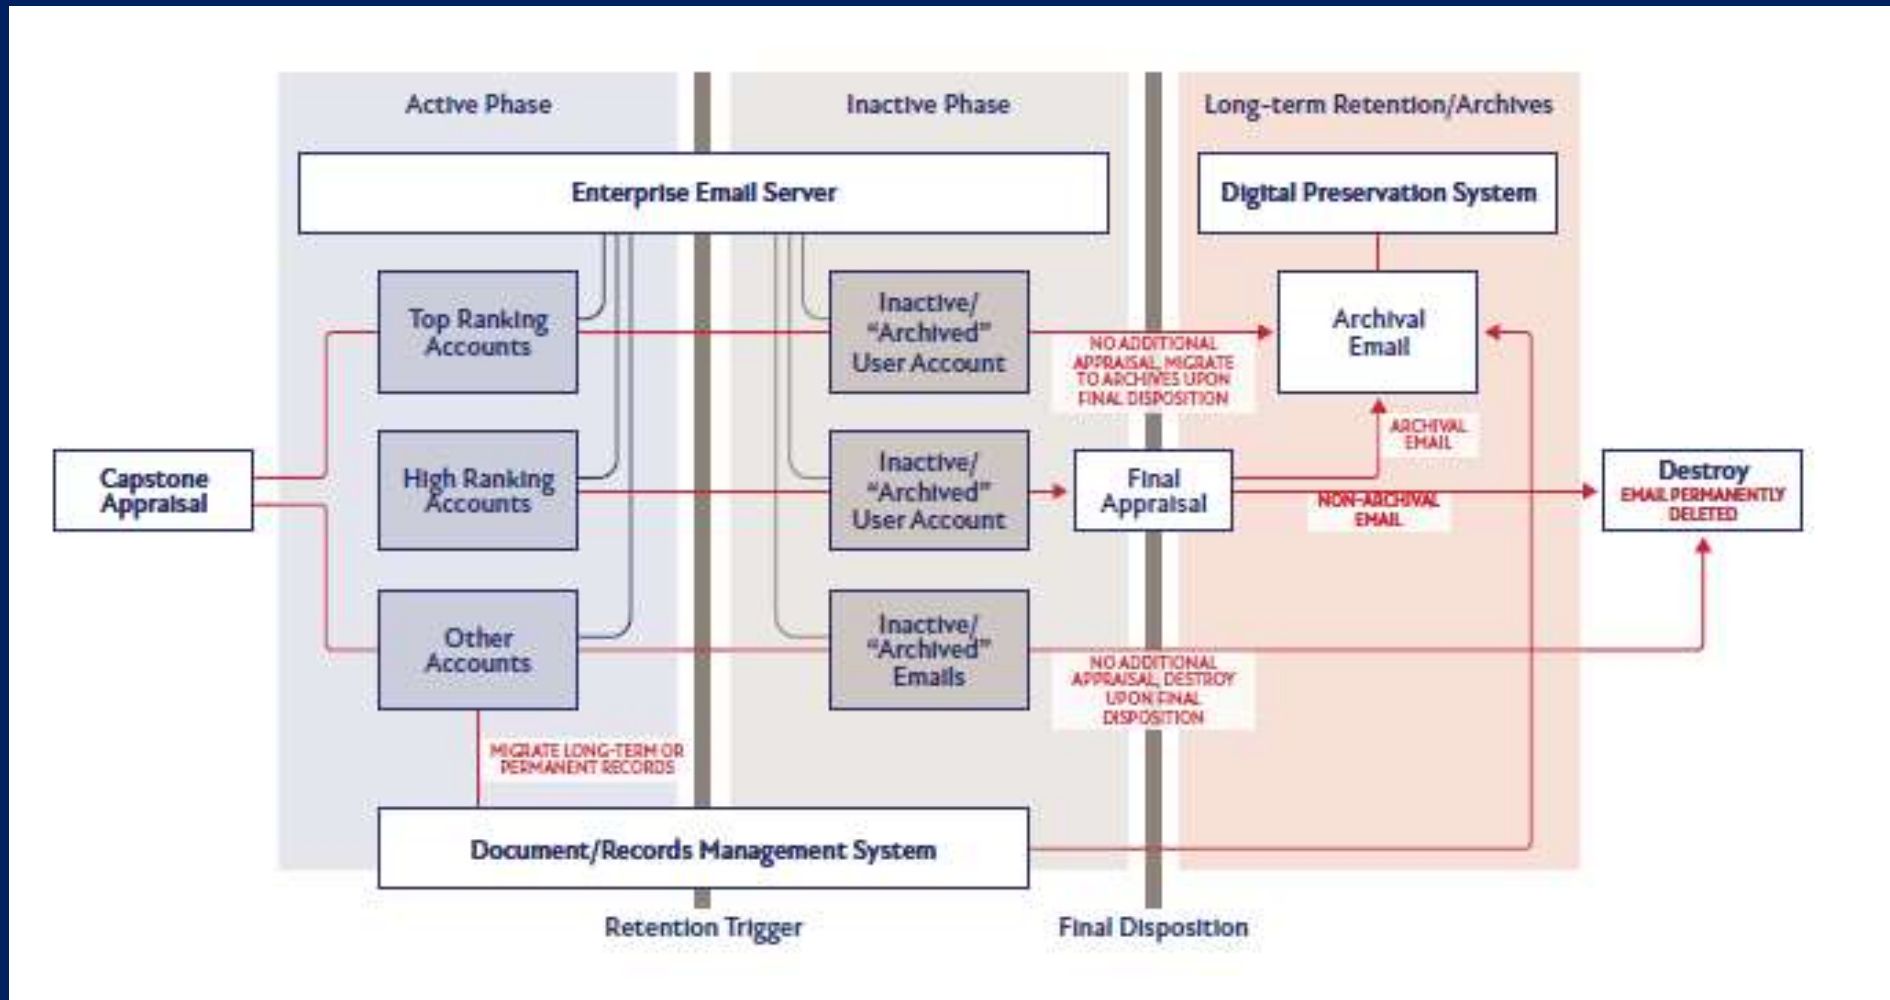 Active Phase
Inactive Phase
Long-term Retention/Archives
Enterprise Email Server
Digital Preservation System
Top Ranking
Accounts
Inactive/
“Archived”
User Account
NO ADDITIONAL
APPRAISAL, MIGRATE
TO ARCHIVES UPON
FINAL DISPOSITION
Archival
Email
ARCHIVAL
EMAIL
Capstone
Appraisal
High Ranking
Accounts
Inactive/
“Archived”
User Account
Final
Appraisal
NON-ARCHIVAL
EMAIL
Destroy
EMAIL PERMANENTLY
DELETED
Other
Accounts
Inactive/
“Archived”
Emails
NO ADDITIONAL
APPRAISAL, DESTROY
UPON FINAL
DISPOSITION
MIGRATE LONG-TERM OR
PERMANENT RECORDS
Document/Records Management System
Retention Trigger
Final Disposition